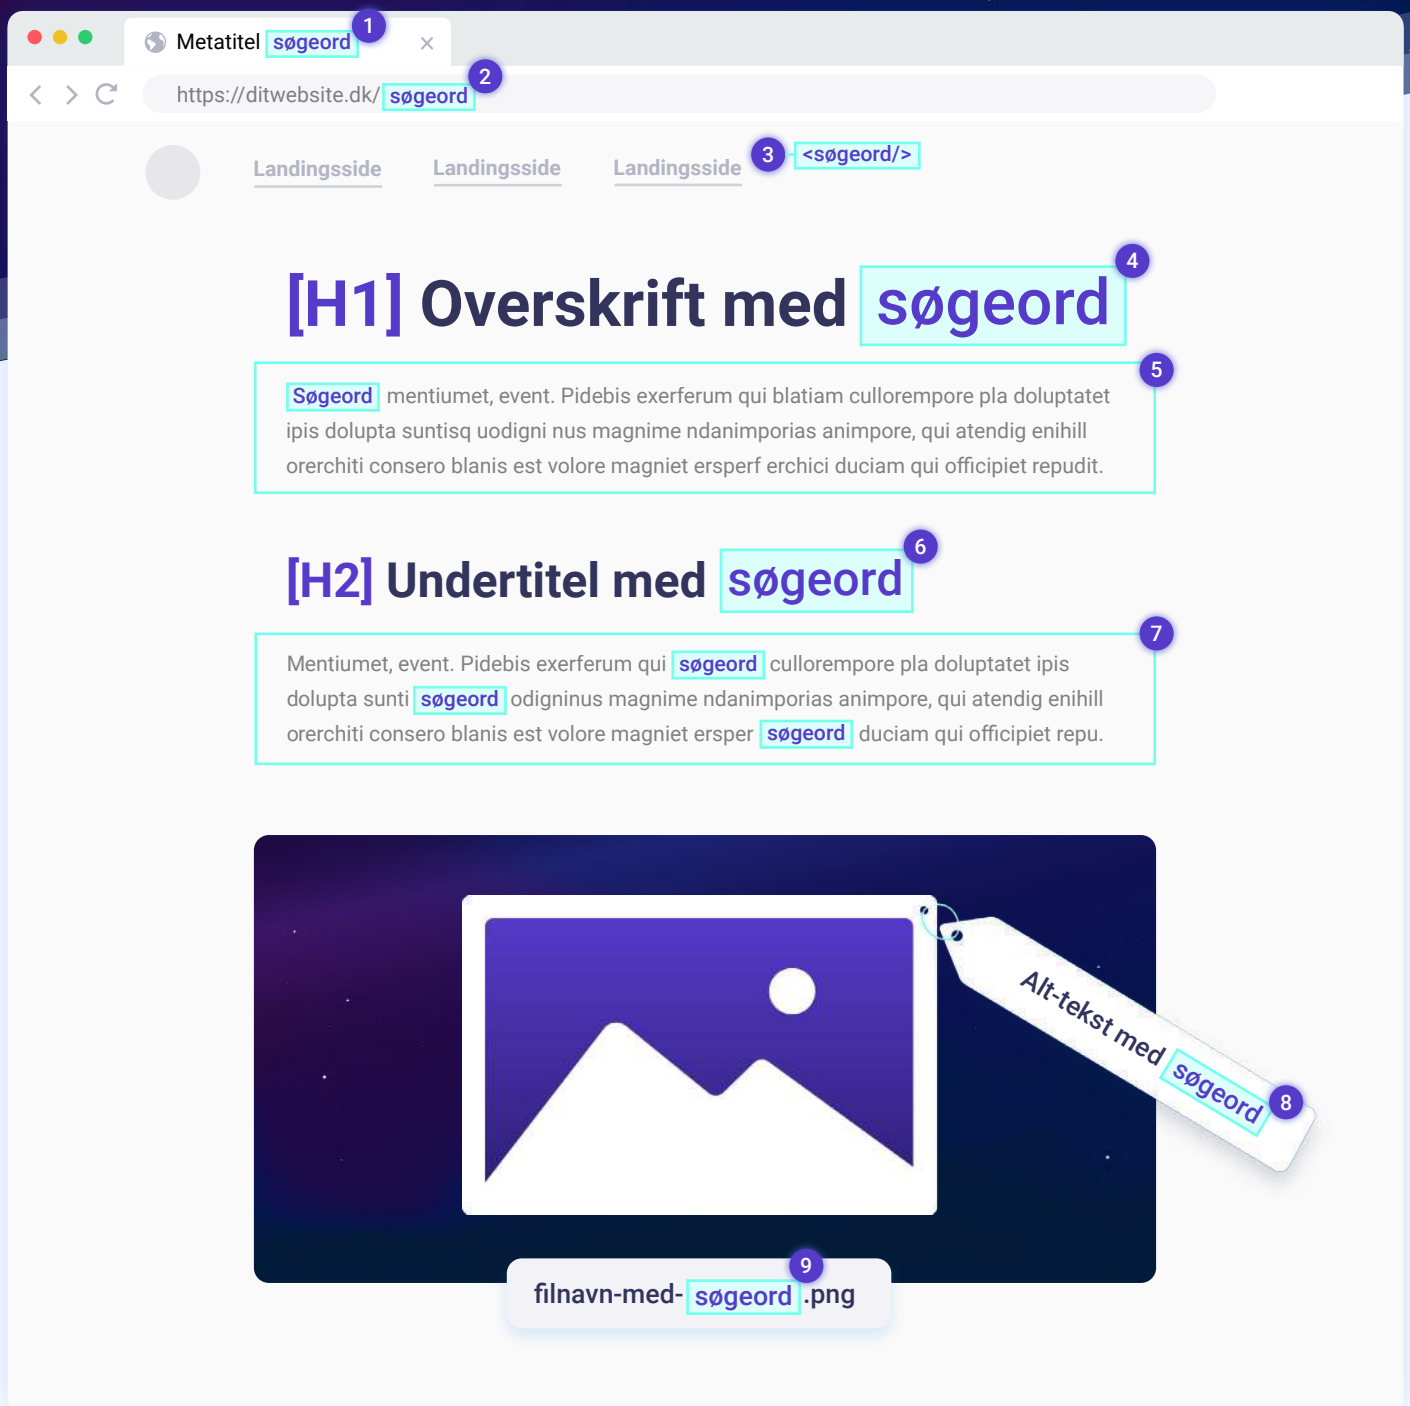 Metatitel søgeord 1
https://ditwebsite.dk/søgeord 2
Landingsside Landingsside Landingsside 3 <søgeord/>
[H1] Overskrift med søgeord 4
5
Søgeord mentiumet, event. Pidebis exerferum qui blatiam cullorempore pla doluptatet
ipis dolupta suntisq uodigni nus magnime ndanimporias animpore, qui atendig enihill
orerchiti consero blanis est volore magniet ersperf erchici duciam qui officipiet repudit.
[H2] Undertitel med søgeord 6
7
Mentiumet, event. Pidebis exerferum qui søgeord cullorempore pla doluptatet ipis
dolupta sunti søgeord odigninus magnime ndanimporias animpore, qui atendig enihill
orerchiti consero blanis est volore magniet ersper søgeord duciam qui officipiet repu.
Alt-tekst med søgeord 8
9
filnavn-med-søgeord.png